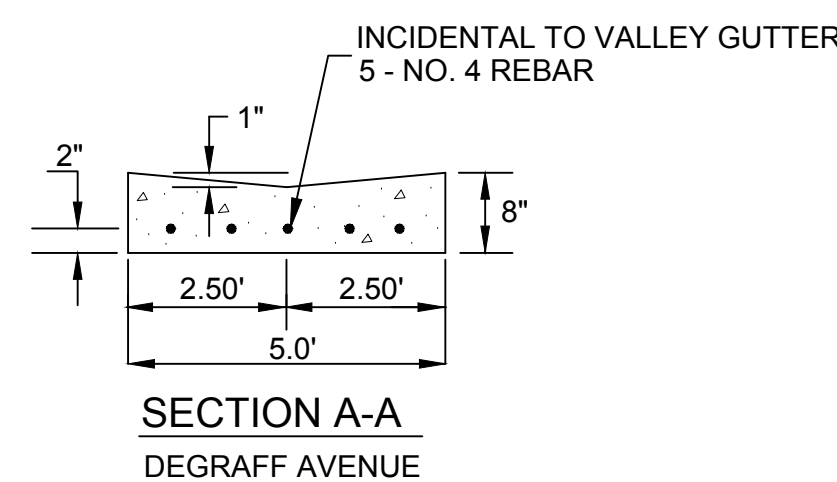 INCIDENTAL TO VALLEY GUTTER
5 - NO. 4 REBAR
1"
2"
8"
2.50'
2.50'
5.0'
SECTION A-A
DEGRAFF AVENUE